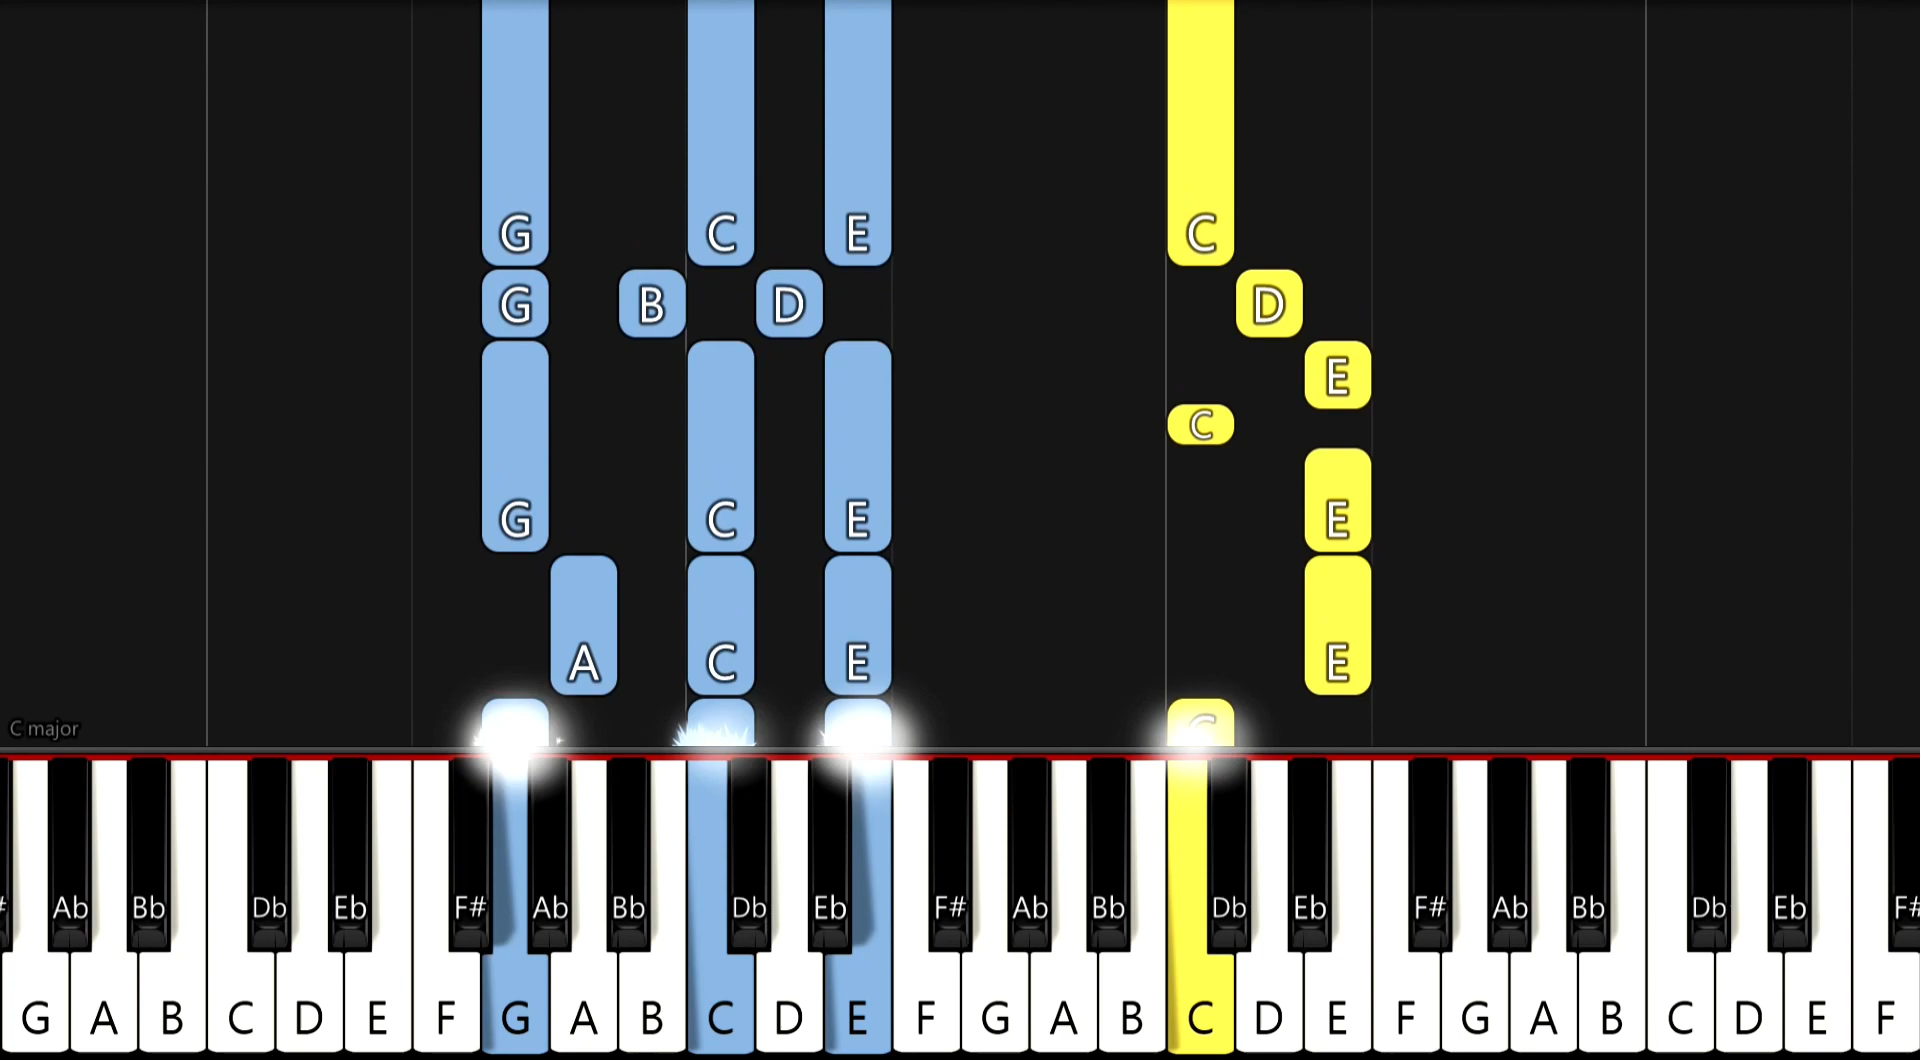 G C E C
G B D D
E
C
G C E E
A C E E
C
C major
# Ab Bb Db Eb F# Ab Bb Db Eb F# Ab Bb Db Eb F# Ab Bb Db Eb F#
G A B C D E F G A B C D E F G A B C D E F G A B C D E F